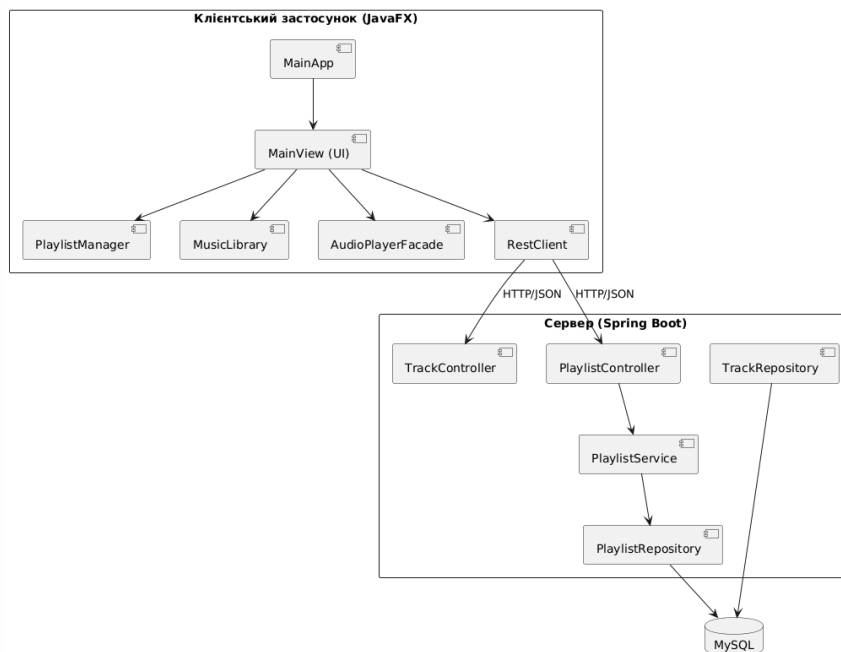 Клієнтський застосунок (JavaFX)
MainApp
MainView (UI)
PlaylistManager
MusicLibrary
AudioPlayerFacade
RestClient
HTTP/JSON
HTTP/JSON
Сервер (Spring Boot)
TrackController
PlaylistController
TrackRepository
PlaylistService
PlaylistRepository
MySQL